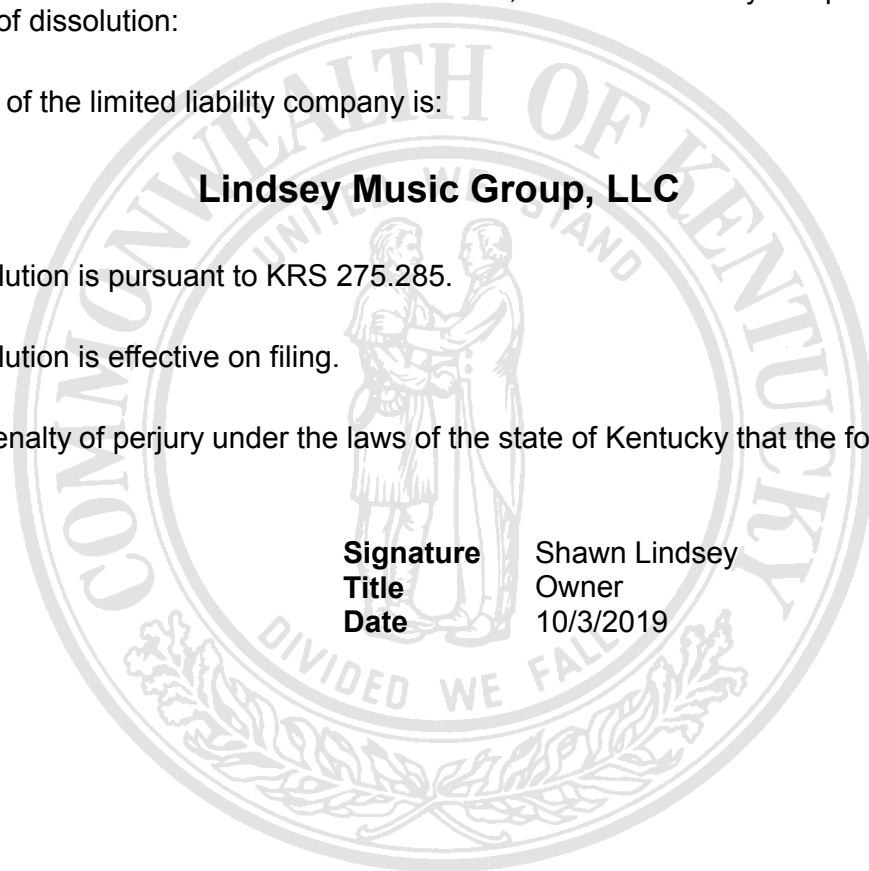 of dissolution:
of the limited liability company is:
Lindsey Music Group, LLC
lution is pursuant to KRS 275.285.
lution is effective on filing.
enalty of perjury under the laws of the state of Kentucky that the fo
Signature Shawn Lindsey
Title Owner
Date 10/3/2019
COMMONWEALTH OF KENTUCKY
UNITED WE STAND
DIVIDED WE FALL